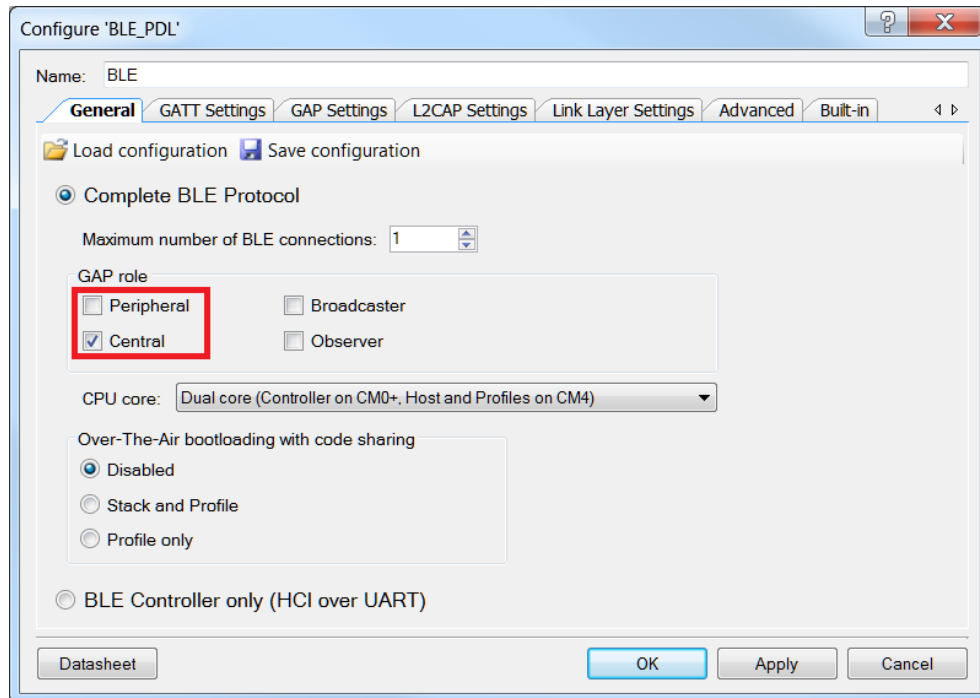 Configure 'BLE_PDL'
Name: BLE
General GATT Settings GAP Settings L2CAP Settings Link Layer Settings Advanced Built-in
Load configuration Save configuration
Complete BLE Protocol
Maximum number of BLE connections: 1
GAP role
Peripheral Broadcaster
Central Observer
CPU core: Dual core (Controller on CM0+, Host and Profiles on CM4)
Over-The-Air bootloading with code sharing
Disabled
Stack and Profile
Profile only
BLE Controller only (HCI over UART)
Datasheet OK Apply Cancel